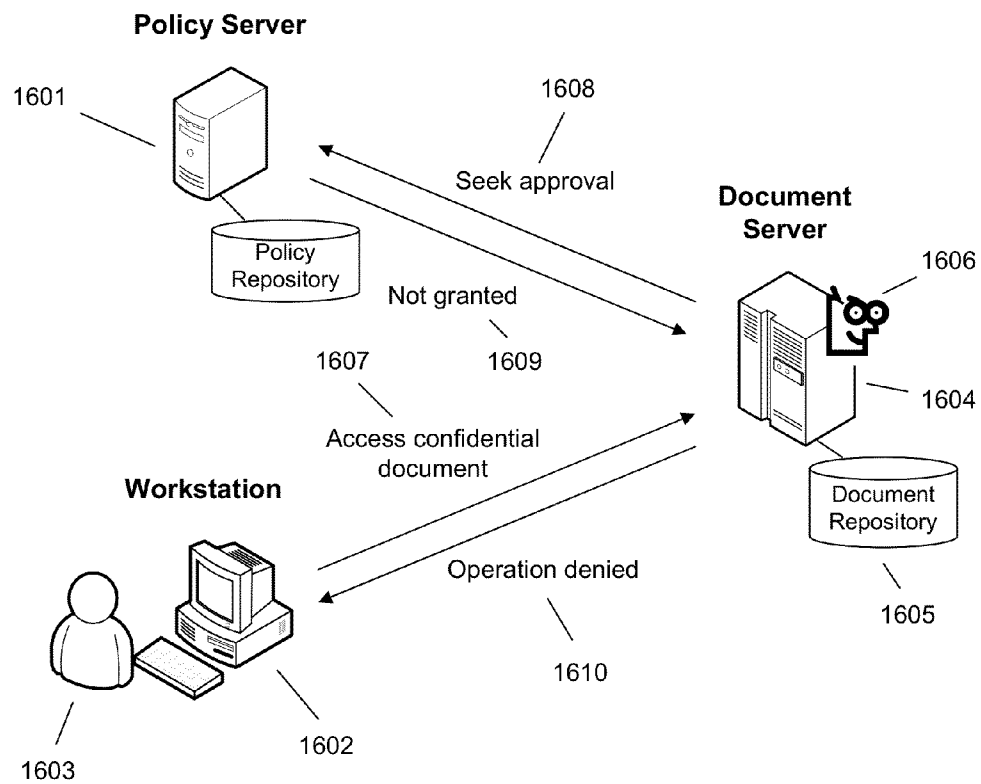 Policy Server
1601
1608
Seek approval
Document
Server
Policy
Repository
1606
Not granted
1609
1607
1604
Access confidential
document
Workstation
Document
Repository
Operation denied
1605
1610
1602
1603